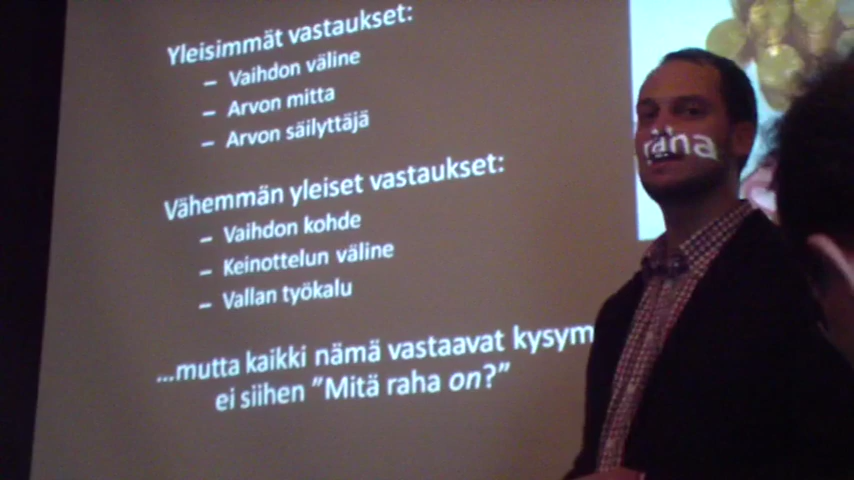 Yleisimmät vastaukset:
– Vaihdon väline
– Arvon mitta
– Arvon säilyttäjä
Vähemmän yleiset vastaukset:
– Vaihdon kohde
– Keinottelun väline
– Vallan työkalu
...mutta kaikki nämä vastaavat kysym
ei siihen ”Mitä raha on?”
raha